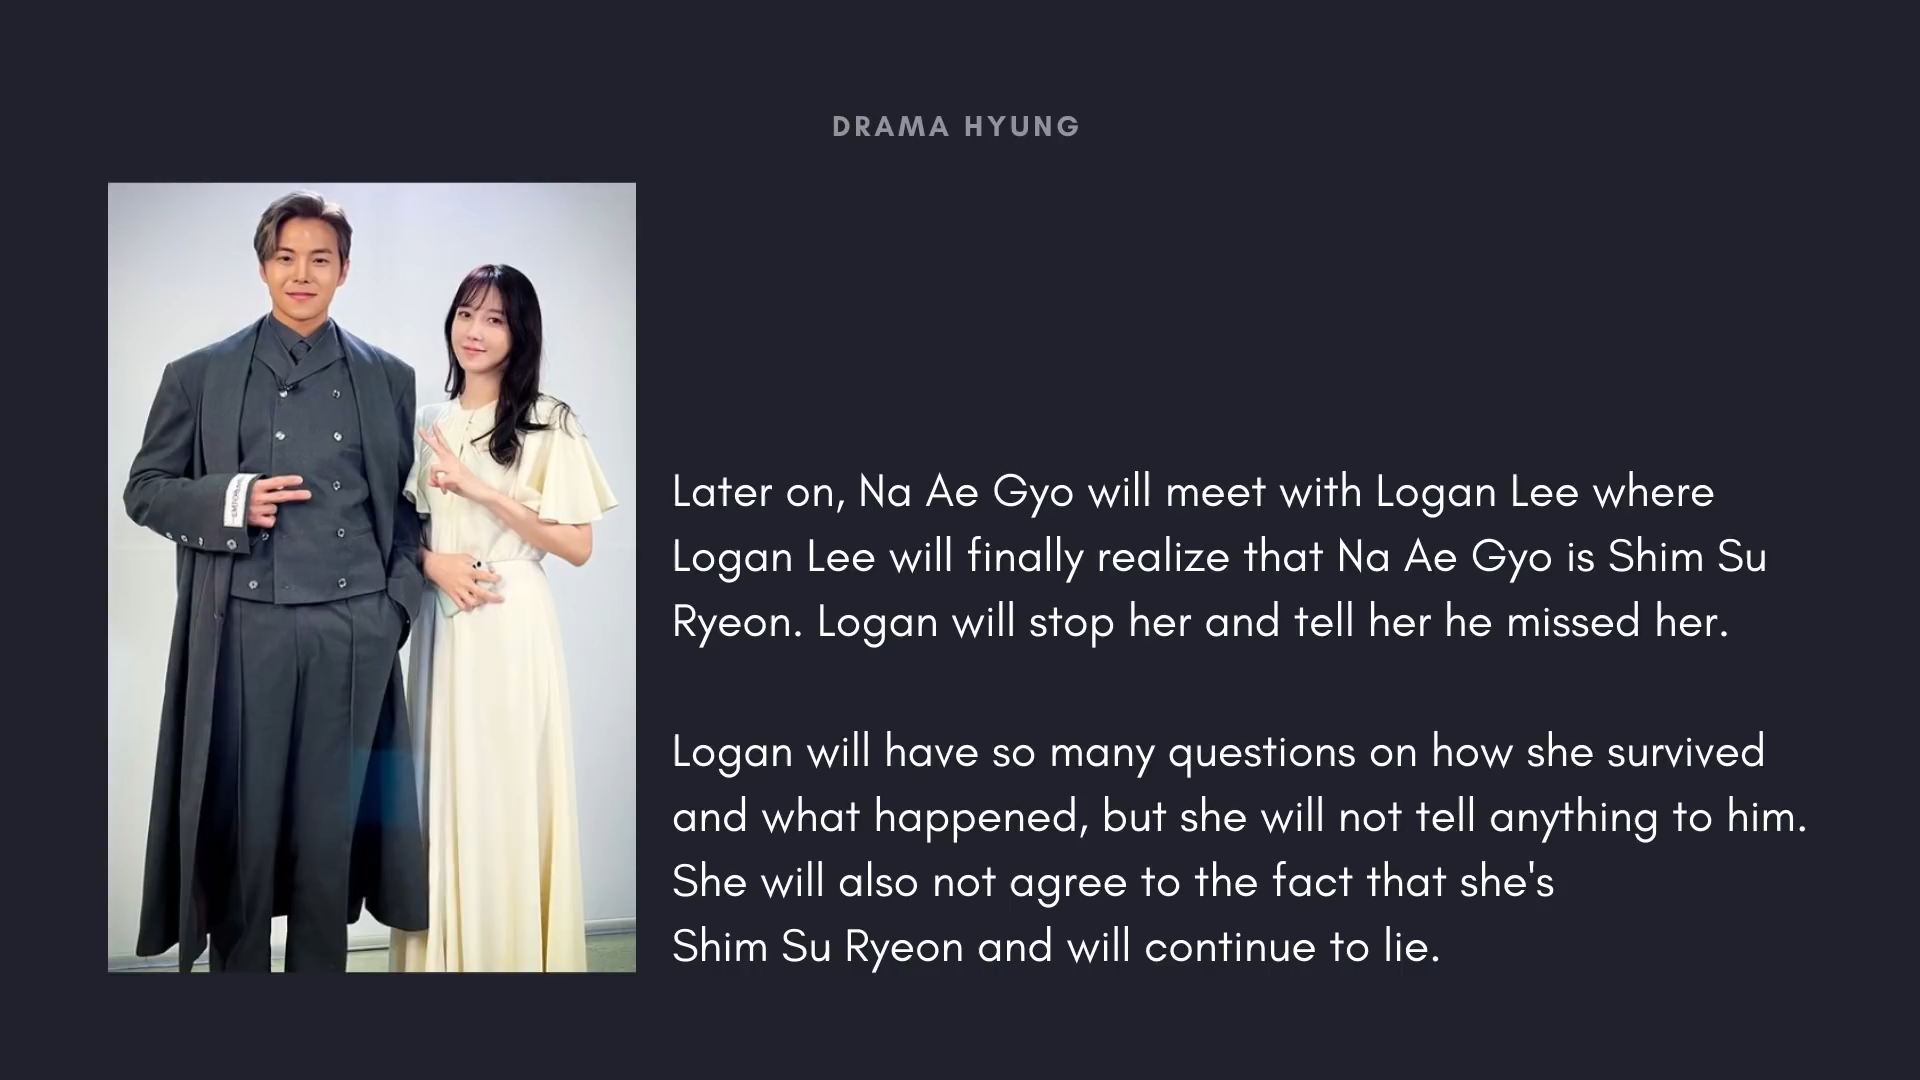 DRAMA HYUNG
Later on, Na Ae Gyo will meet with Logan Lee where
Logan Lee will finally realize that Na Ae Gyo is Shim Su
Ryeon. Logan will stop her and tell her he missed her.
Logan will have so many questions on how she survived
and what happened, but she will not tell anything to him.
She will also not agree to the fact that she's
Shim Su Ryeon and will continue to lie.